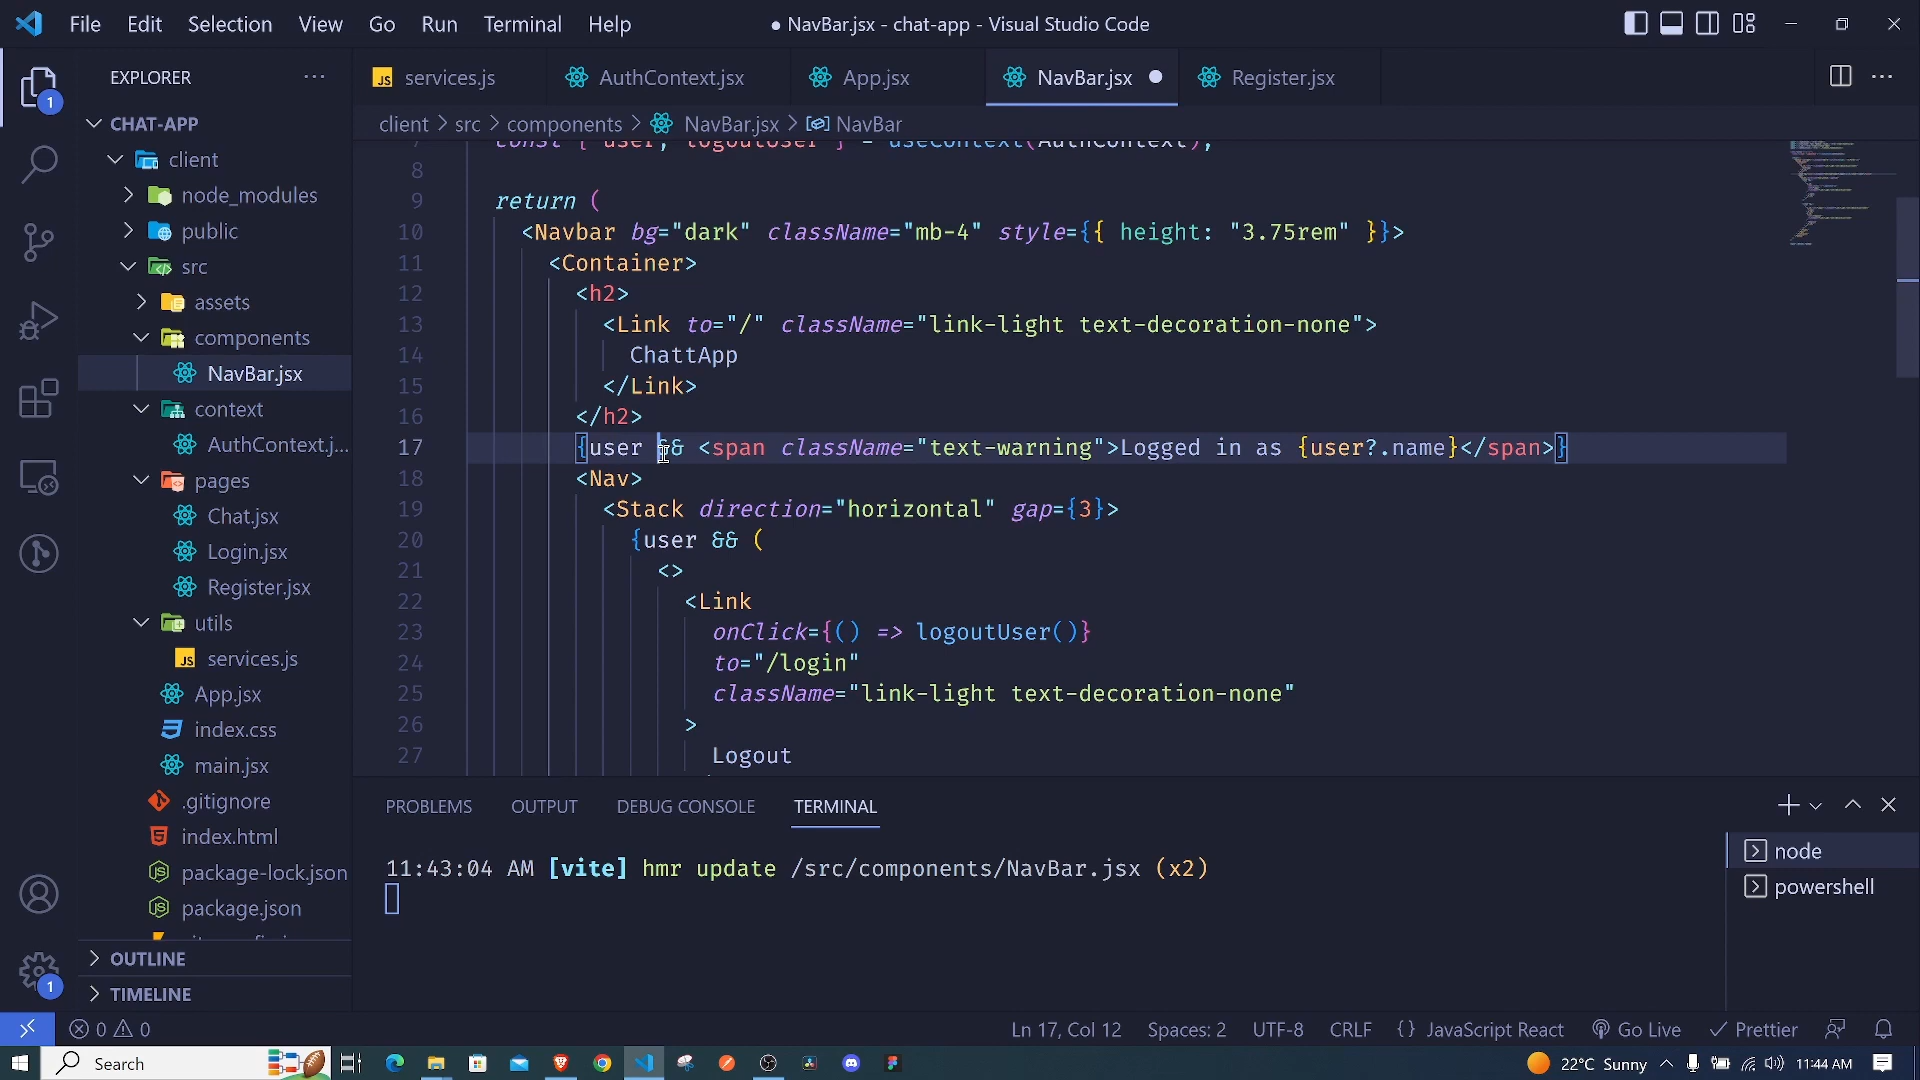 File Edit Selection View Go Run Terminal Help
● NavBar.jsx - chat-app - Visual Studio Code
EXPLORER
services.js
AuthContext.jsx
App.jsx
NavBar.jsx ●
Register.jsx
client > src > components > NavBar.jsx > NavBar
CHAT-APP
client
node_modules
public
src
assets
components
NavBar.jsx
context
AuthContext.j...
pages
Chat.jsx
Login.jsx
Register.jsx
utils
services.js
App.jsx
index.css
main.jsx
.gitignore
index.html
package-lock.json
package.json
OUTLINE
TIMELINE
1
1
7 const { user, logoutUser } = useContext(AuthContext);
8
9 return (
10 <Navbar bg="dark" className="mb-4" style={{ height: "3.75rem" }}>
11 <Container>
12 <h2>
13 <Link to="/" className="link-light text-decoration-none">
14 ChattApp
15 </Link>
16 </h2>
17 {user && <span className="text-warning">Logged in as {user?.name}</span>}
18 <Nav>
19 <Stack direction="horizontal" gap={3}>
20 {user && (
21 <>
22 <Link
23 onClick={() => logoutUser()}
24 to="/login"
25 className="link-light text-decoration-none"
26 >
27 Logout
PROBLEMS OUTPUT DEBUG CONSOLE TERMINAL
11:43:04 AM [vite] hmr update /src/components/NavBar.jsx (x2)
node
powershell
0 0
Ln 17, Col 12 Spaces: 2 UTF-8 CRLF {} JavaScript React Go Live Prettier
Search
22°C Sunny
11:44 AM